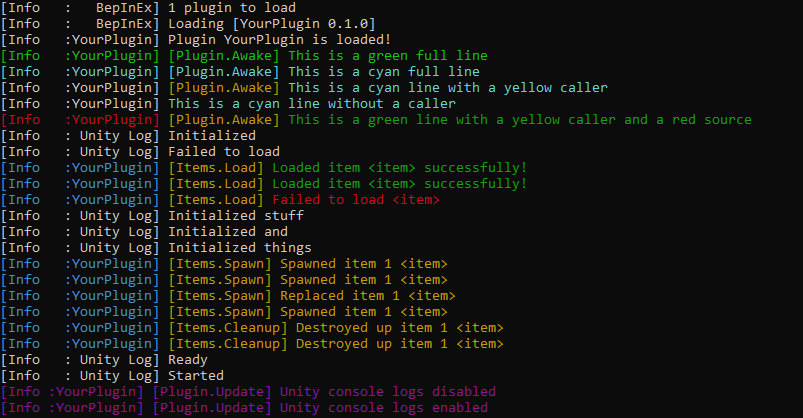 [Info   :   BepInEx] 1 plugin to load
[Info   :   BepInEx] Loading [YourPlugin 0.1.0]
[Info   :YourPlugin] Plugin YourPlugin is loaded!
[Info   :YourPlugin] [Plugin.Awake] This is a green full line
[Info   :YourPlugin] [Plugin.Awake] This is a cyan full line
[Info   :YourPlugin] [Plugin.Awake] This is a cyan line with a yellow caller
[Info   :YourPlugin] This is a cyan line without a caller
[Info   :YourPlugin] [Plugin.Awake] This is a green line with a yellow caller and a red source
[Info   : Unity Log] Initialized
[Info   : Unity Log] Failed to load
[Info   :YourPlugin] [Items.Load] Loaded item <item> successfully!
[Info   :YourPlugin] [Items.Load] Loaded item <item> successfully!
[Info   :YourPlugin] [Items.Load] Failed to load <item>
[Info   : Unity Log] Initialized stuff
[Info   : Unity Log] Initialized and
[Info   : Unity Log] Initialized things
[Info   :YourPlugin] [Items.Spawn] Spawned item 1 <item>
[Info   :YourPlugin] [Items.Spawn] Spawned item 1 <item>
[Info   :YourPlugin] [Items.Spawn] Replaced item 1 <item>
[Info   :YourPlugin] [Items.Spawn] Spawned item 1 <item>
[Info   :YourPlugin] [Items.Cleanup] Destroyed up item 1 <item>
[Info   :YourPlugin] [Items.Cleanup] Destroyed up item 1 <item>
[Info   : Unity Log] Ready
[Info   : Unity Log] Started
[Info :YourPlugin] [Plugin.Update] Unity console logs disabled
[Info :YourPlugin] [Plugin.Update] Unity console logs enabled